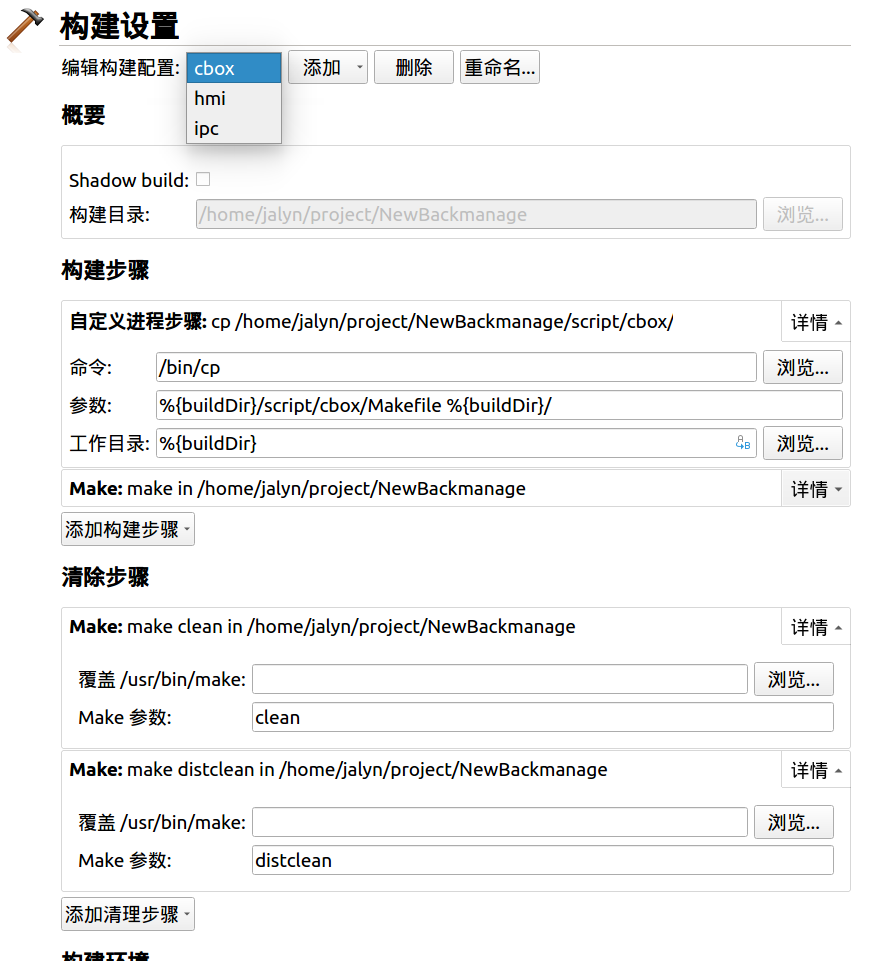 构建设置
编辑构建配置: cbox 添加 删除 重命名...
hmi
ipc
概要
Shadow build:
构建目录: /home/jalyn/project/NewBackmanage 浏览...
构建步骤
自定义进程步骤: cp /home/jalyn/project/NewBackmanage/script/cbox/ 详情
命令: /bin/cp 浏览...
参数: %{buildDir}/script/cbox/Makefile %{buildDir}/
工作目录: %{buildDir} 浏览...
Make: make in /home/jalyn/project/NewBackmanage 详情
添加构建步骤
清除步骤
Make: make clean in /home/jalyn/project/NewBackmanage 详情
覆盖 /usr/bin/make: 浏览...
Make 参数: clean
Make: make distclean in /home/jalyn/project/NewBackmanage 详情
覆盖 /usr/bin/make: 浏览...
Make 参数: distclean
添加清理步骤
构建环境